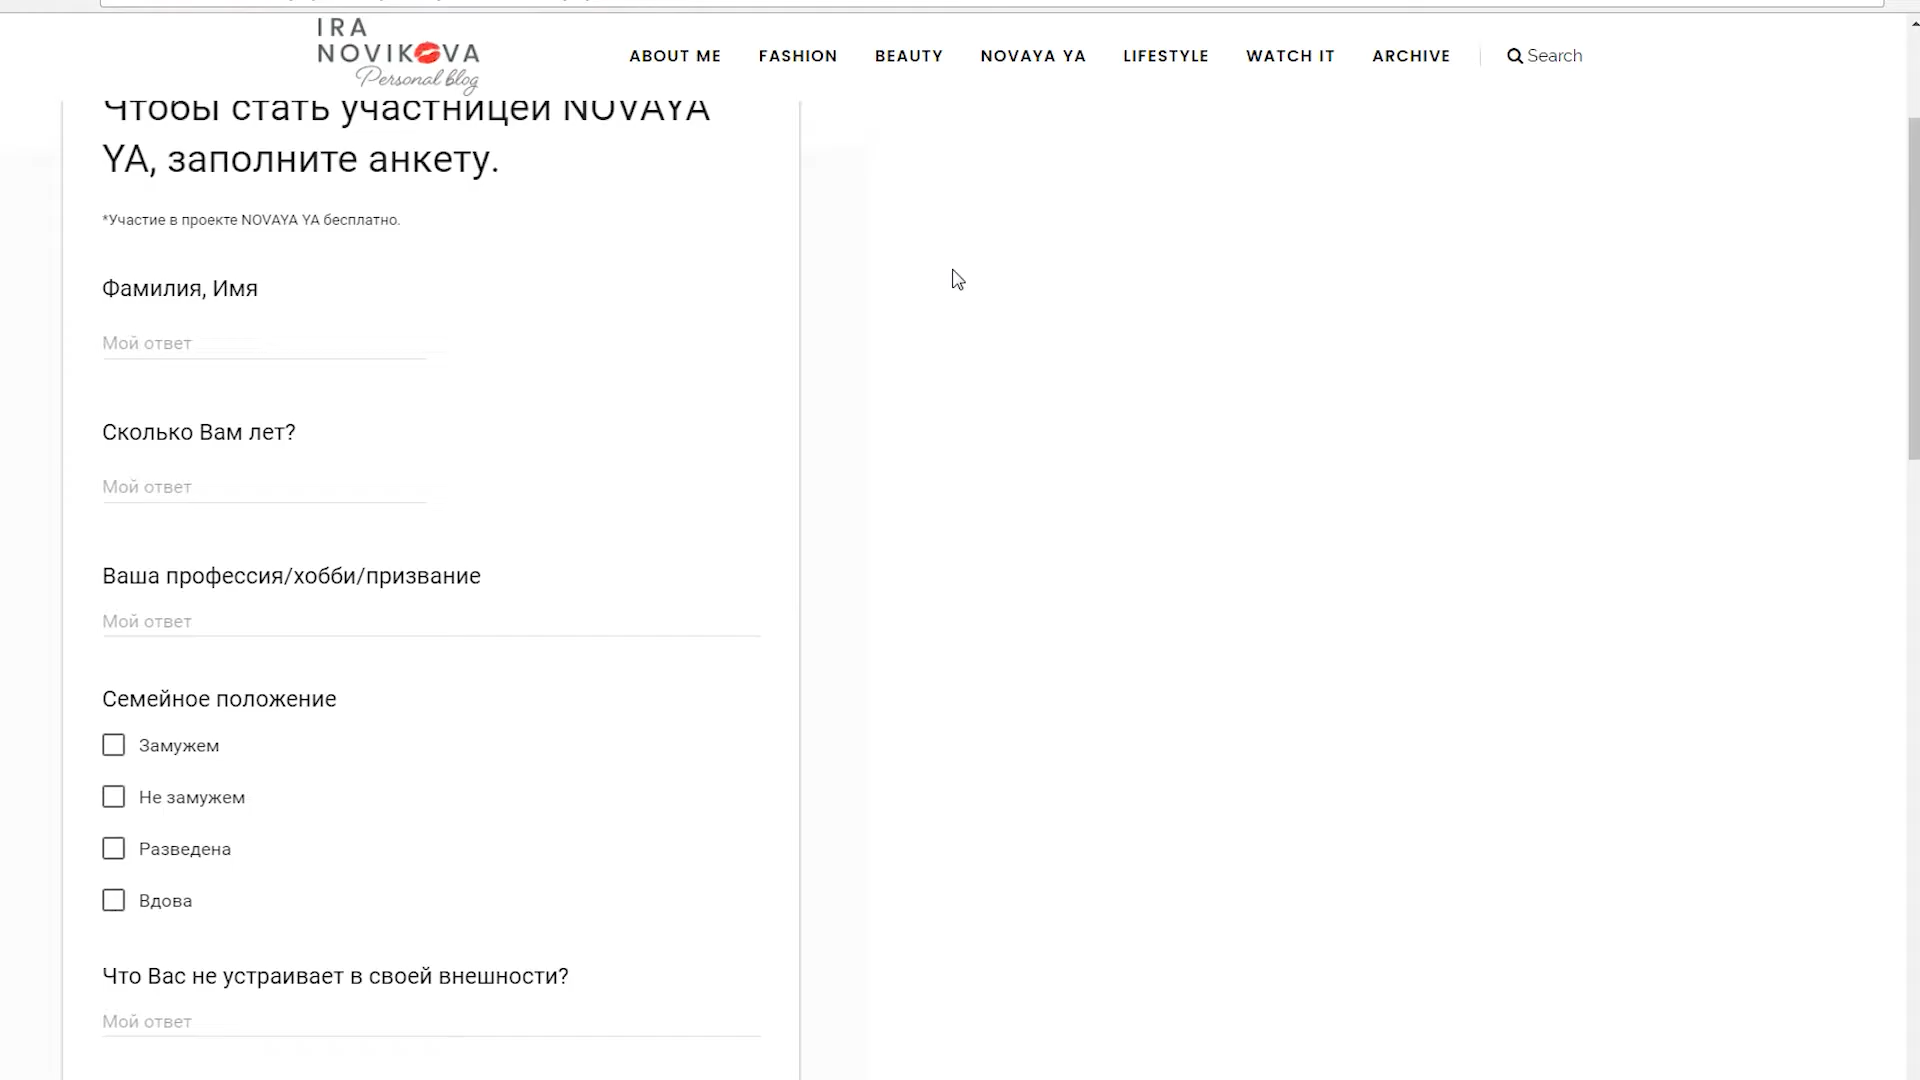 IRA
NOVIKOVA
Personal blog
ABOUT ME
FASHION
BEAUTY
NOVAYA YA
LIFESTYLE
WATCH IT
ARCHIVE
Search
Чтобы стать участницей NOVAYA
YA, заполните анкету.
*Участие в проекте NOVAYA YA бесплатно.
Фамилия, Имя
Мой ответ
Сколько Вам лет?
Мой ответ
Ваша профессия/хобби/призвание
Мой ответ
Семейное положение
Замужем
Не замужем
Разведена
Вдова
Что Вас не устраивает в своей внешности?
Мой ответ